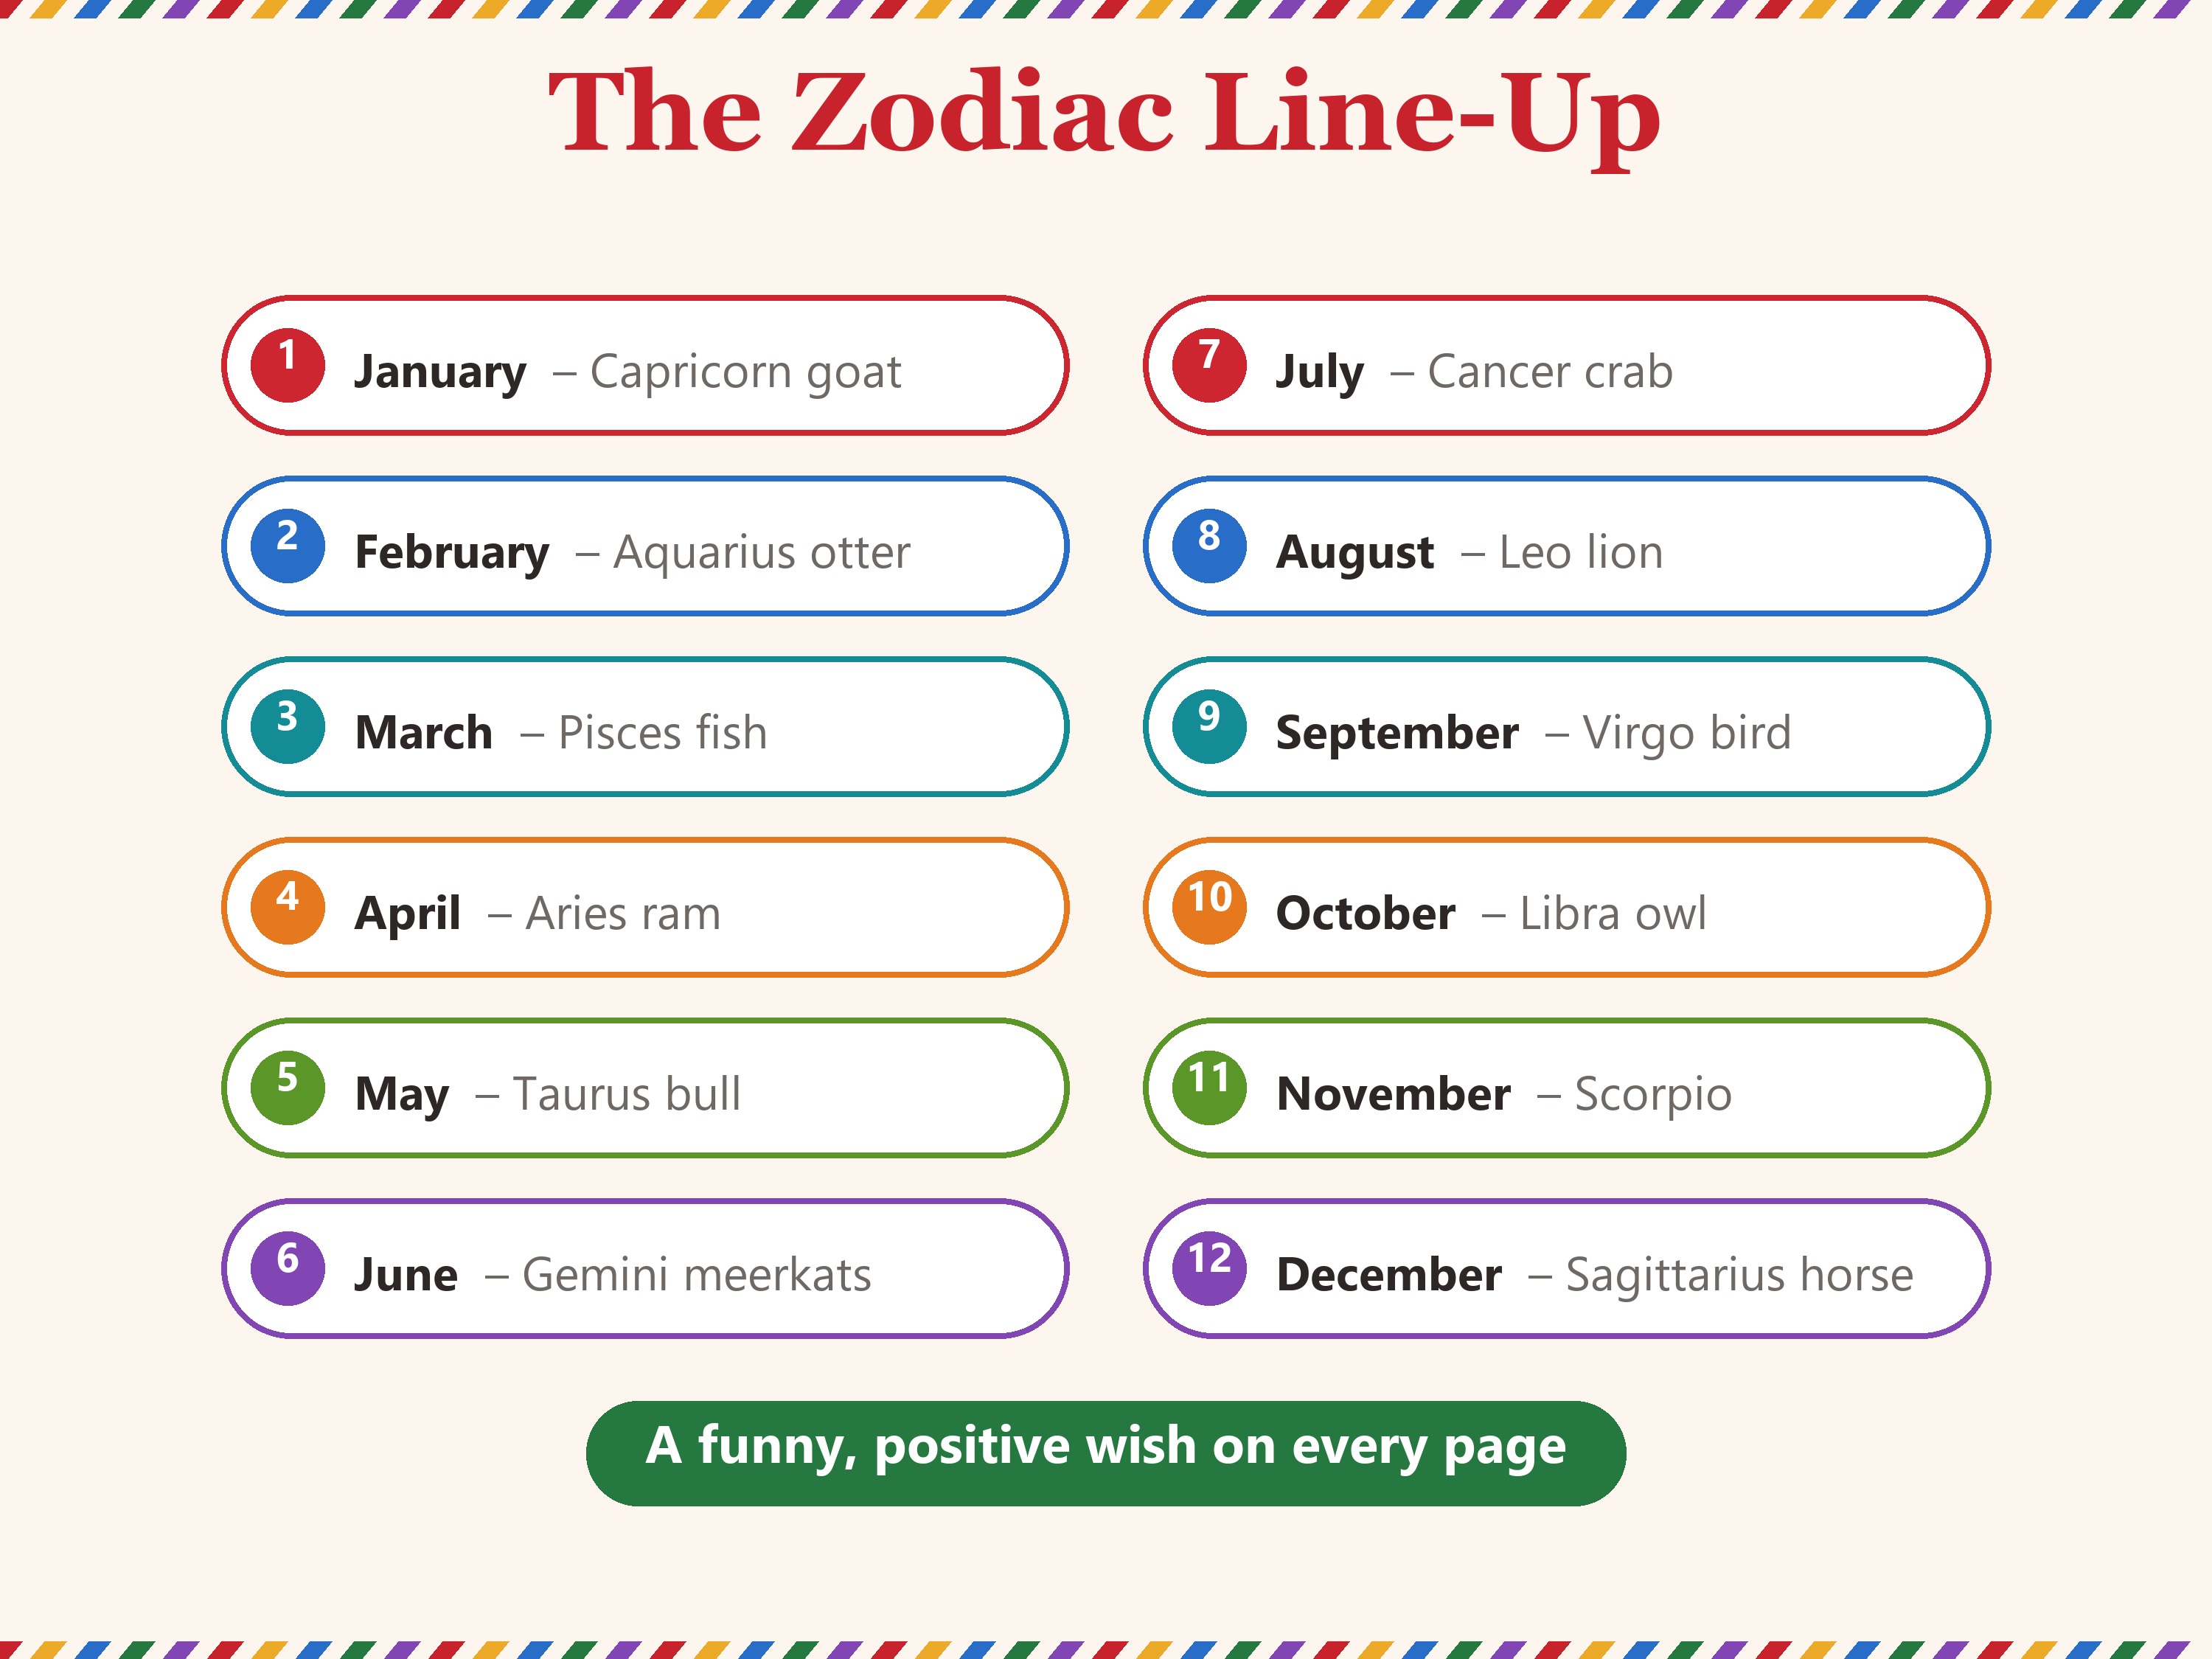 The Zodiac Line-Up
1 January – Capricorn goat
2 February – Aquarius otter
3 March – Pisces fish
4 April – Aries ram
5 May – Taurus bull
6 June – Gemini meerkats
7 July – Cancer crab
8 August – Leo lion
9 September – Virgo bird
10 October – Libra owl
11 November – Scorpio
12 December – Sagittarius horse
A funny, positive wish on every page